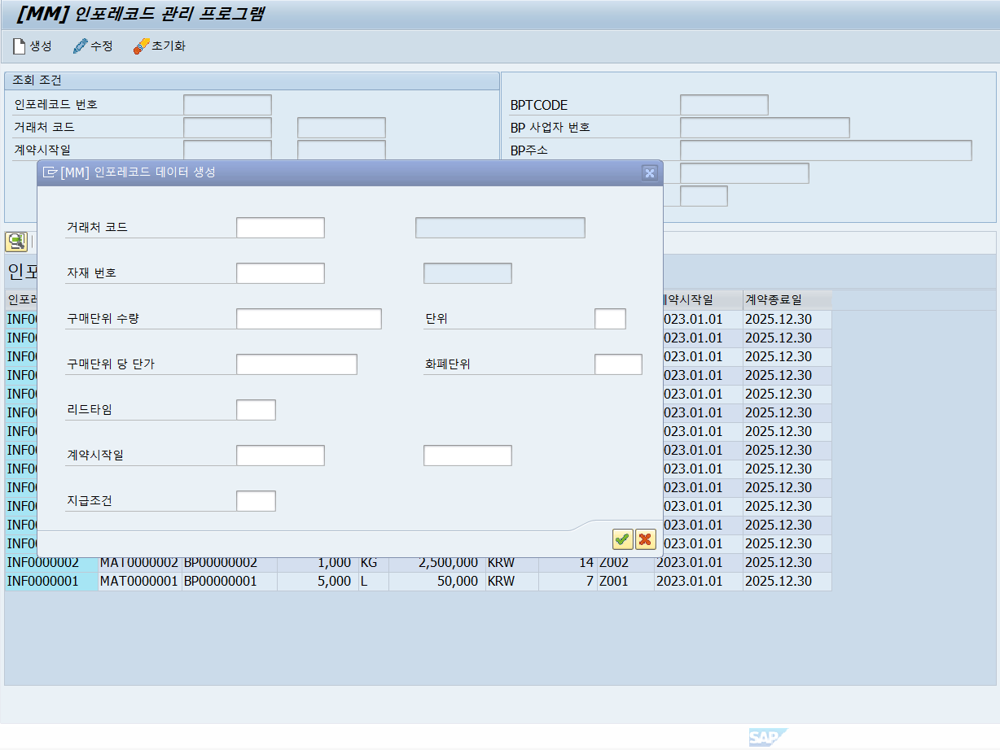 [MM] 인포레코드 관리 프로그램
생성 수정 초기화
조회 조건
인포레코드 번호
거래처 코드
계약시작일
BPTCODE
BP 사업자 번호
BP주소
[MM] 인포레코드 데이터 생성
거래처 코드
자재 번호
구매단위 수량 단위
구매단위 당 단가 화폐단위
리드타임
계약시작일
지급조건
인포
인포레 계약시작일 계약종료일
INF0 023.01.01 2025.12.30
INF0 023.01.01 2025.12.30
INF0 023.01.01 2025.12.30
INF0 023.01.01 2025.12.30
INF0 023.01.01 2025.12.30
INF0 023.01.01 2025.12.30
INF0 023.01.01 2025.12.30
INF0 023.01.01 2025.12.30
INF0 023.01.01 2025.12.30
INF0 023.01.01 2025.12.30
INF0 023.01.01 2025.12.30
INF0 023.01.01 2025.12.30
INF0 023.01.01 2025.12.30
INF0000002 MAT0000002 BP00000002 1,000 KG 2,500,000 KRW 14 Z002 2023.01.01 2025.12.30
INF0000001 MAT0000001 BP00000001 5,000 L 50,000 KRW 7 Z001 2023.01.01 2025.12.30
SAP